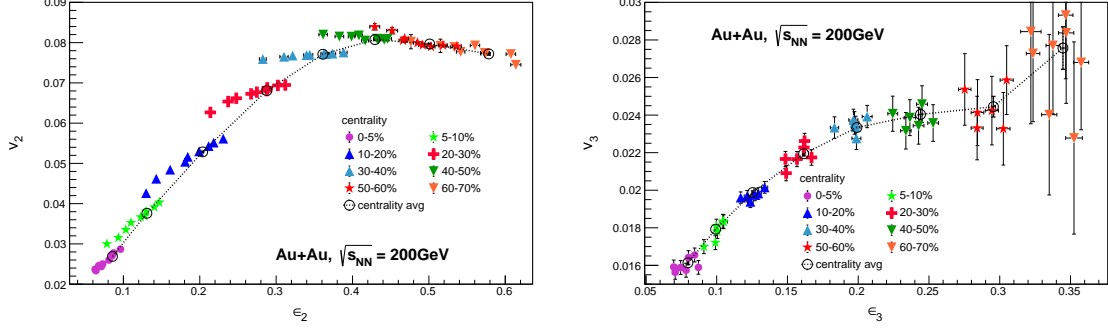 v₂
0.09
0.08
0.07
0.06
0.05
0.04
0.03
0.02
centrality
0-5% 5-10%
10-20% 20-30%
30-40% 40-50%
50-60% 60-70%
centrality avg
Au+Au, √sNN = 200GeV
0.1 0.2 0.3 0.4 0.5 0.6
∈₂
Au+Au, √sNN = 200GeV
v₃
0.03
0.028
0.026
0.024
0.022
0.02
0.018
0.016
centrality
0-5% 5-10%
10-20% 20-30%
30-40% 40-50%
50-60% 60-70%
centrality avg
0.05 0.1 0.15 0.2 0.25 0.3 0.35
∈₃